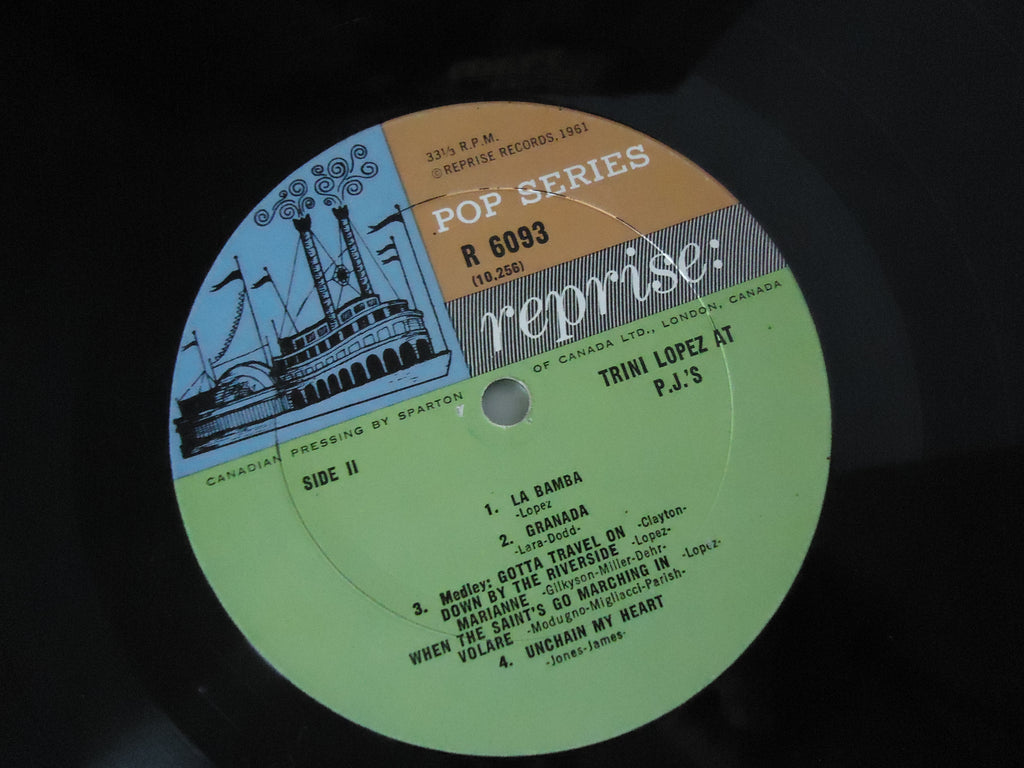 33⅓ R.P.M.
©REPRISE RECORDS, 1961
POP SERIES
R 6093
(10.256)
reprise:
CANADIAN PRESSING BY SPARTON OF CANADA LTD., LONDON, CANADA
TRINI LOPEZ AT
P.J.'S
SIDE II
1. LA BAMBA
-Lopez
2. GRANADA
-Lara-Dodd-
3. Medley: GOTTA TRAVEL ON -Clayton-
DOWN BY THE RIVERSIDE -Lopez-
MARIANNE -Gilkyson-Miller-Dehr-
WHEN THE SAINT'S GO MARCHING IN -Lopez-
VOLARE -Modugno-Migliacci-Parish-
4. UNCHAIN MY HEART
-Jones-James-